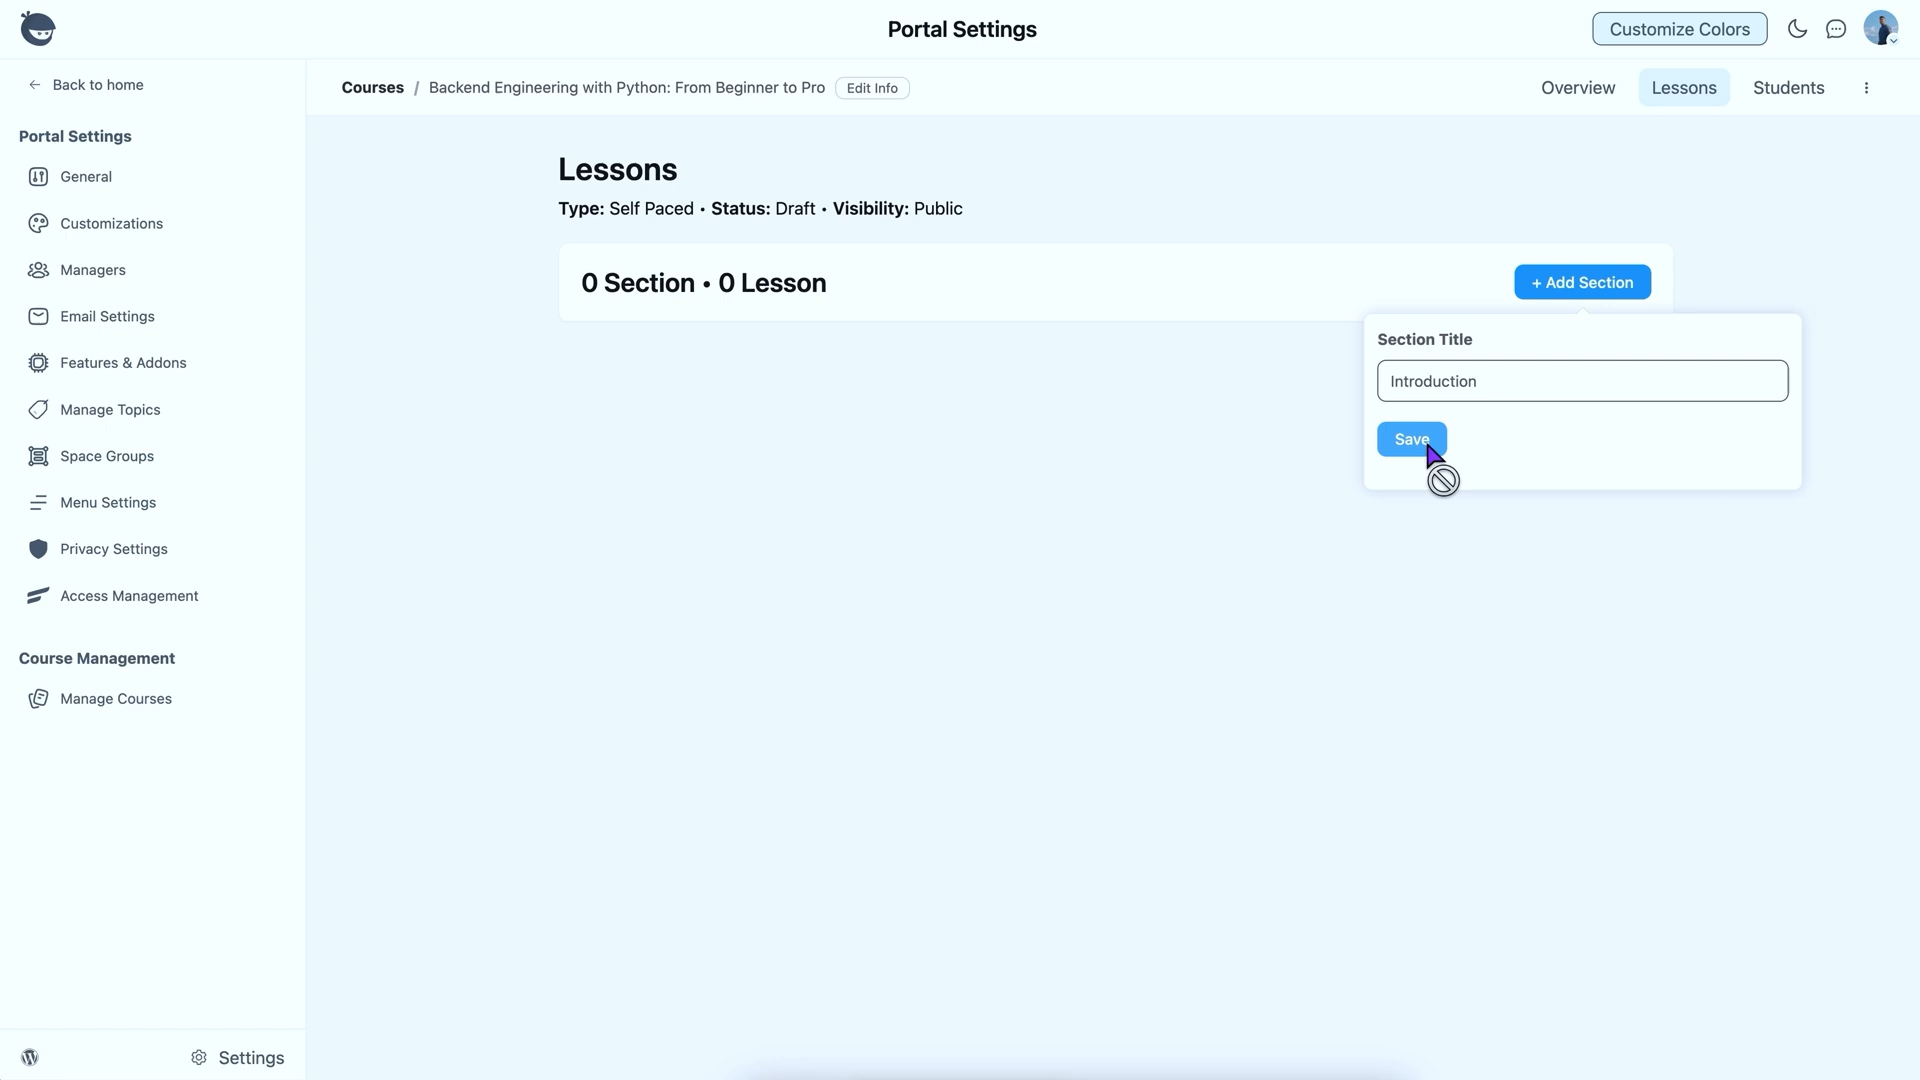 Portal Settings
Customize Colors
Back to home
Courses / Backend Engineering with Python: From Beginner to Pro
Edit Info
Overview
Lessons
Students
Portal Settings
General
Customizations
Managers
Email Settings
Features & Addons
Manage Topics
Space Groups
Menu Settings
Privacy Settings
Access Management
Course Management
Manage Courses
Settings
Lessons
Type: Self Paced • Status: Draft • Visibility: Public
0 Section • 0 Lesson
+ Add Section
Section Title
Introduction
Save